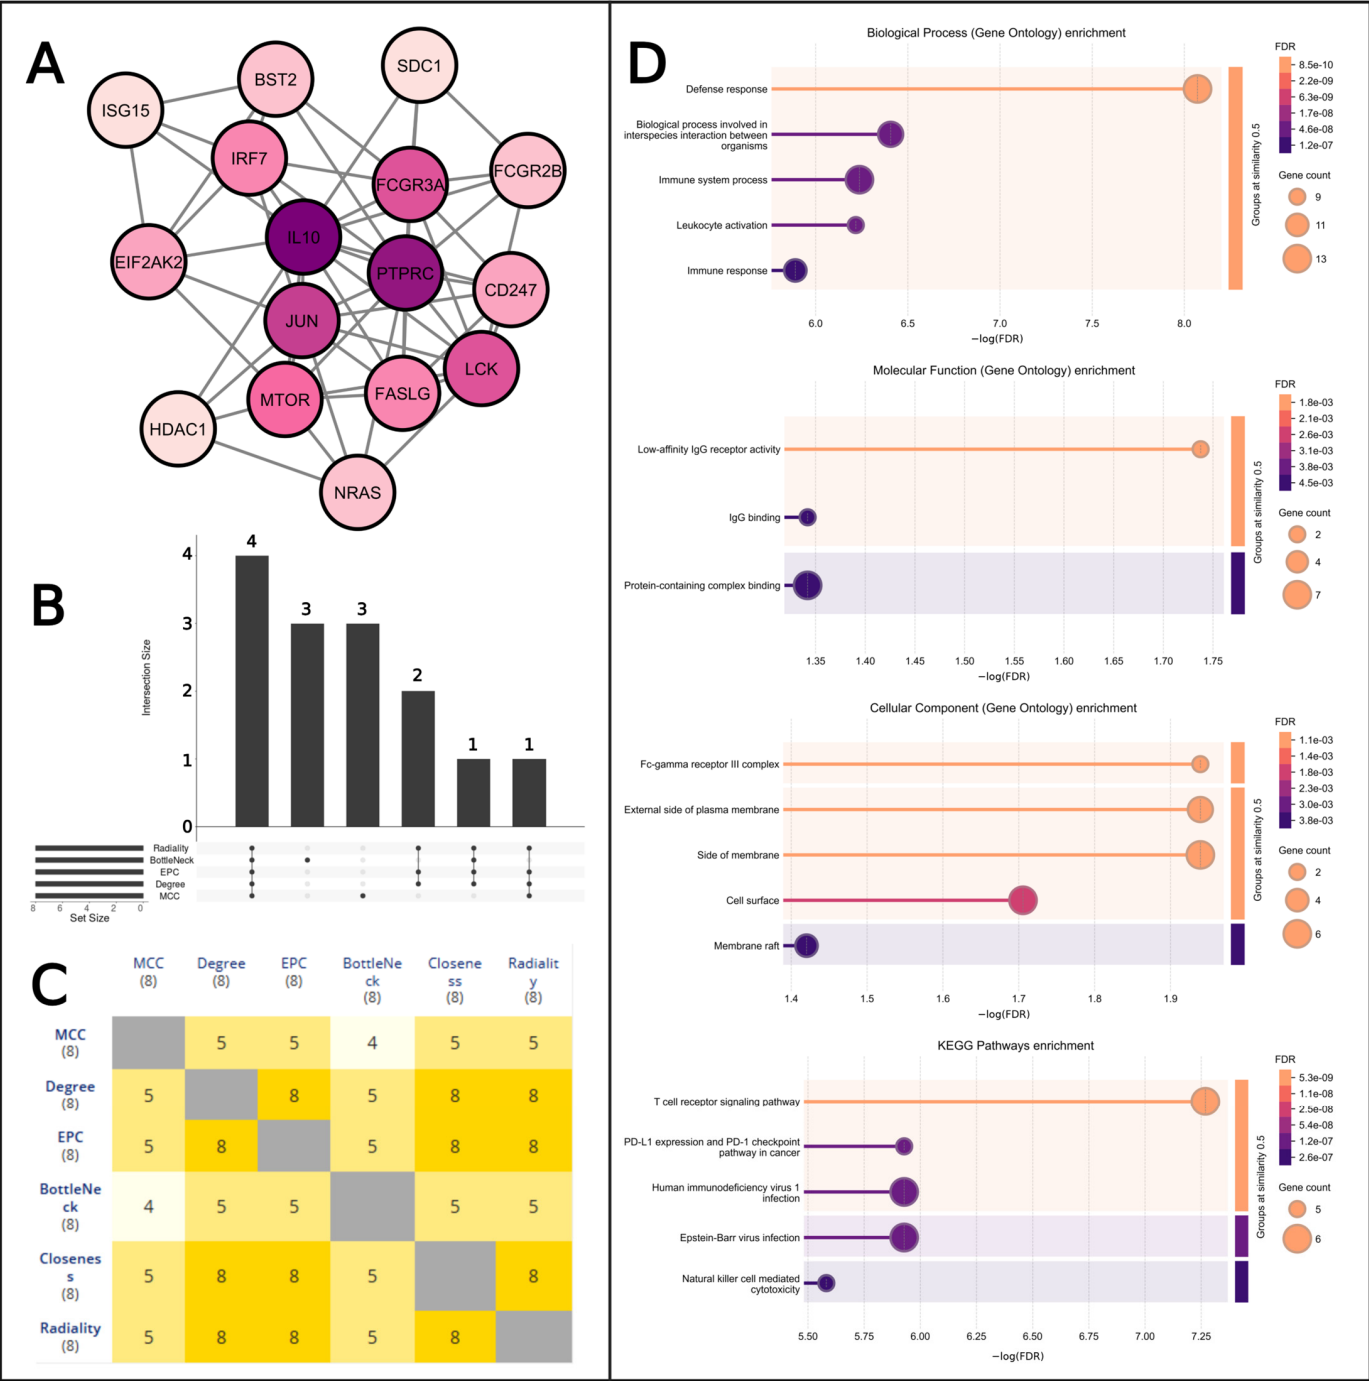 A
ISG15
BST2
SDC1
IRF7
FCGR3A
FCGR2B
IL10
EIF2AK2
PTPRC
CD247
JUN
LCK
MTOR
FASLG
HDAC1
NRAS
B
Intersection Size
4
3
2
1
0
4
3
3
2
1
1
Radiality
BottleNeck
EPC
Degree
MCC
8 6 4 2 0
Set Size
C
MCC (8)
Degree (8)
EPC (8)
BottleNe
ck
(8)
Closene
ss
(8)
Radialit
y
(8)
MCC
(8)
5 5 4 5 5
Degree
(8)
5 8 5 8 8
EPC
(8)
5 8 5 8 8
BottleNe
ck
(8)
4 5 5 5 5
Closenes
s
(8)
5 8 8 5 8
Radiality
(8)
5 8 8 5 8
D
Biological Process (Gene Ontology) enrichment
Defense response
Biological process involved in
interspecies interaction between
organisms
Immune system process
Leukocyte activation
Immune response
6.0 6.5 7.0 7.5 8.0
−log(FDR)
Groups at similarity 0.5
FDR
8.5e-10
2.2e-09
6.3e-09
1.7e-08
4.6e-08
1.2e-07
Gene count
9
11
13
Molecular Function (Gene Ontology) enrichment
Low-affinity IgG receptor activity
IgG binding
Protein-containing complex binding
1.35 1.40 1.45 1.50 1.55 1.60 1.65 1.70 1.75
−log(FDR)
Groups at similarity 0.5
FDR
1.8e-03
2.1e-03
2.6e-03
3.1e-03
3.8e-03
4.5e-03
Gene count
2
4
7
Cellular Component (Gene Ontology) enrichment
Fc-gamma receptor III complex
External side of plasma membrane
Side of membrane
Cell surface
Membrane raft
1.4 1.5 1.6 1.7 1.8 1.9
−log(FDR)
Groups at similarity 0.5
FDR
1.1e-03
1.4e-03
1.8e-03
2.3e-03
3.0e-03
3.8e-03
Gene count
2
4
6
KEGG Pathways enrichment
T cell receptor signaling pathway
PD-L1 expression and PD-1 checkpoint
pathway in cancer
Human immunodeficiency virus 1
infection
Epstein-Barr virus infection
Natural killer cell mediated
cytotoxicity
5.50 5.75 6.00 6.25 6.50 6.75 7.00 7.25
−log(FDR)
Groups at similarity 0.5
FDR
5.3e-09
1.1e-08
2.5e-08
5.4e-08
1.2e-07
2.6e-07
Gene count
5
6